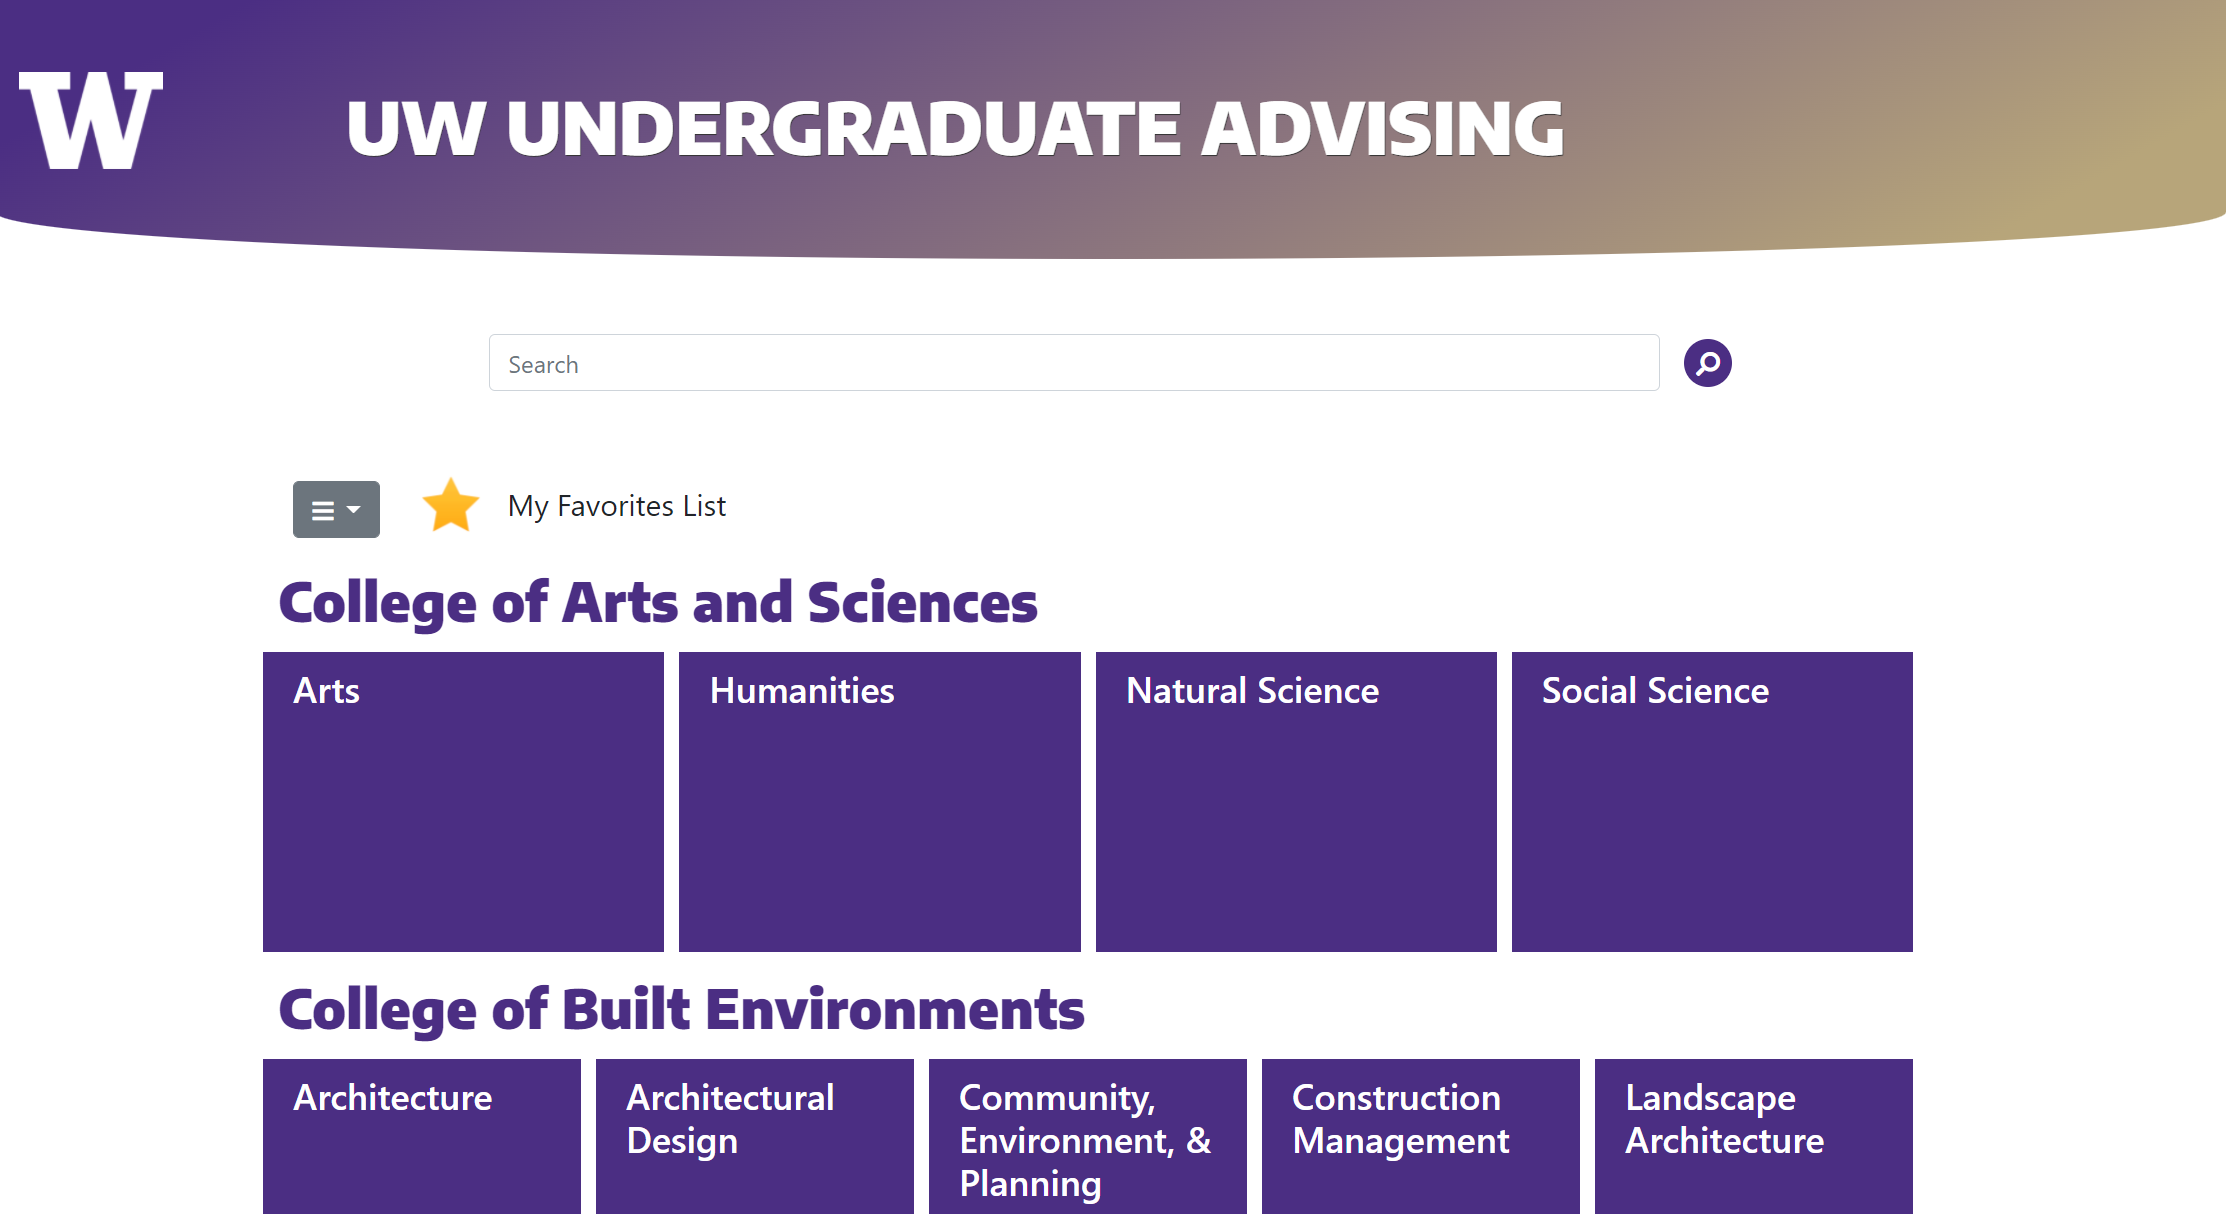 W
UW UNDERGRADUATE ADVISING
Search
My Favorites List
College of Arts and Sciences
Arts
Humanities
Natural Science
Social Science
College of Built Environments
Architecture
Architectural
Design
Community,
Environment, &
Planning
Construction
Management
Landscape
Architecture